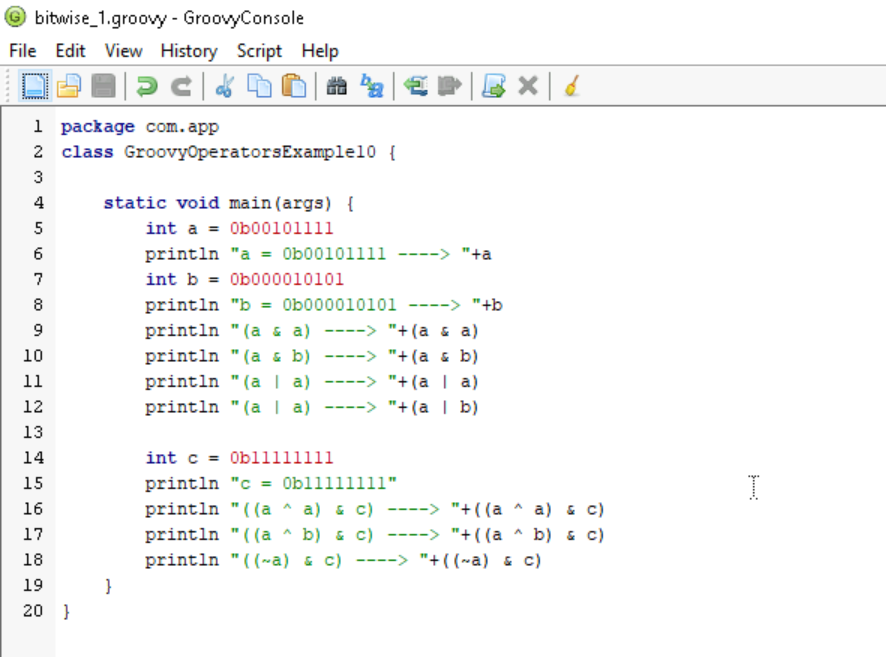 bitwise_1.groovy - GroovyConsole
File Edit View History Script Help
1 package com.app
2 class GroovyOperatorsExample10 {
3
4     static void main(args) {
5         int a = 0b00101111
6         println "a = 0b00101111 ----> "+a
7         int b = 0b000010101
8         println "b = 0b000010101 ----> "+b
9         println "(a & a) ----> "+(a & a)
10         println "(a & b) ----> "+(a & b)
11         println "(a | a) ----> "+(a | a)
12         println "(a | a) ----> "+(a | b)
13
14         int c = 0b11111111
15         println "c = 0b11111111"
16         println "((a ^ a) & c) ----> "+((a ^ a) & c)
17         println "((a ^ b) & c) ----> "+((a ^ b) & c)
18         println "((~a) & c) ----> "+((~a) & c)
19     }
20 }